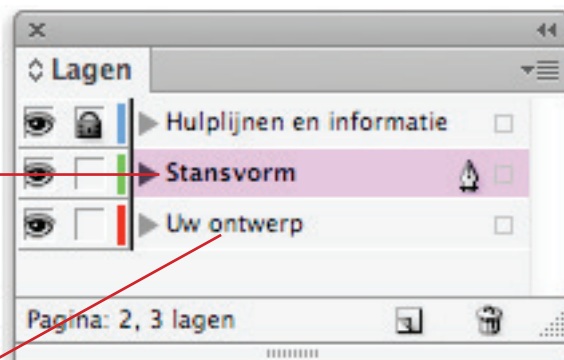 Lagen
Hulplijnen en informatie
Stansvorm
Uw ontwerp
Pagina: 2, 3 lagen